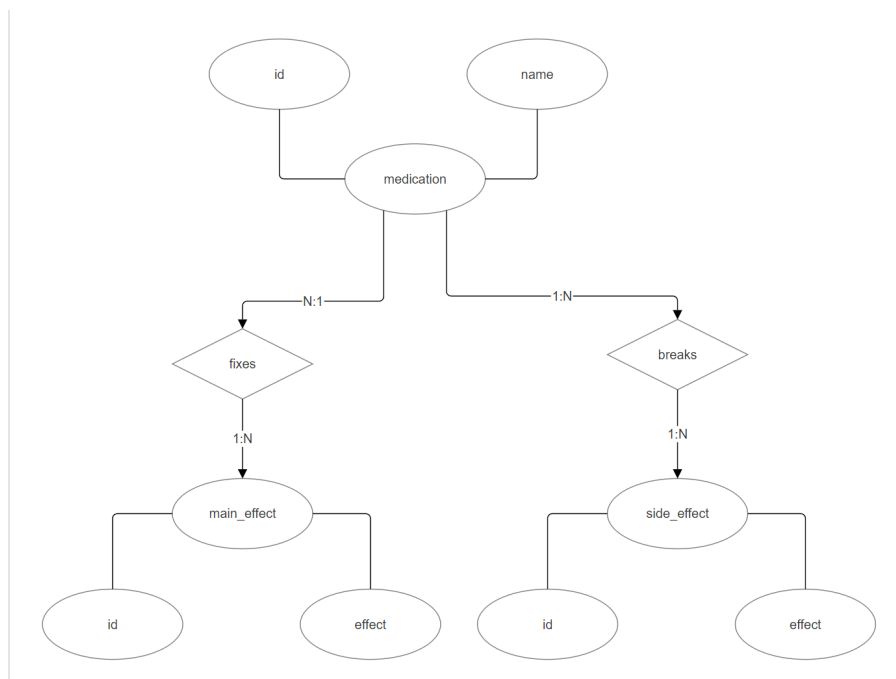 id
name
medication
N:1
1:N
fixes
breaks
1:N
1:N
main_effect
side_effect
id
effect
id
effect